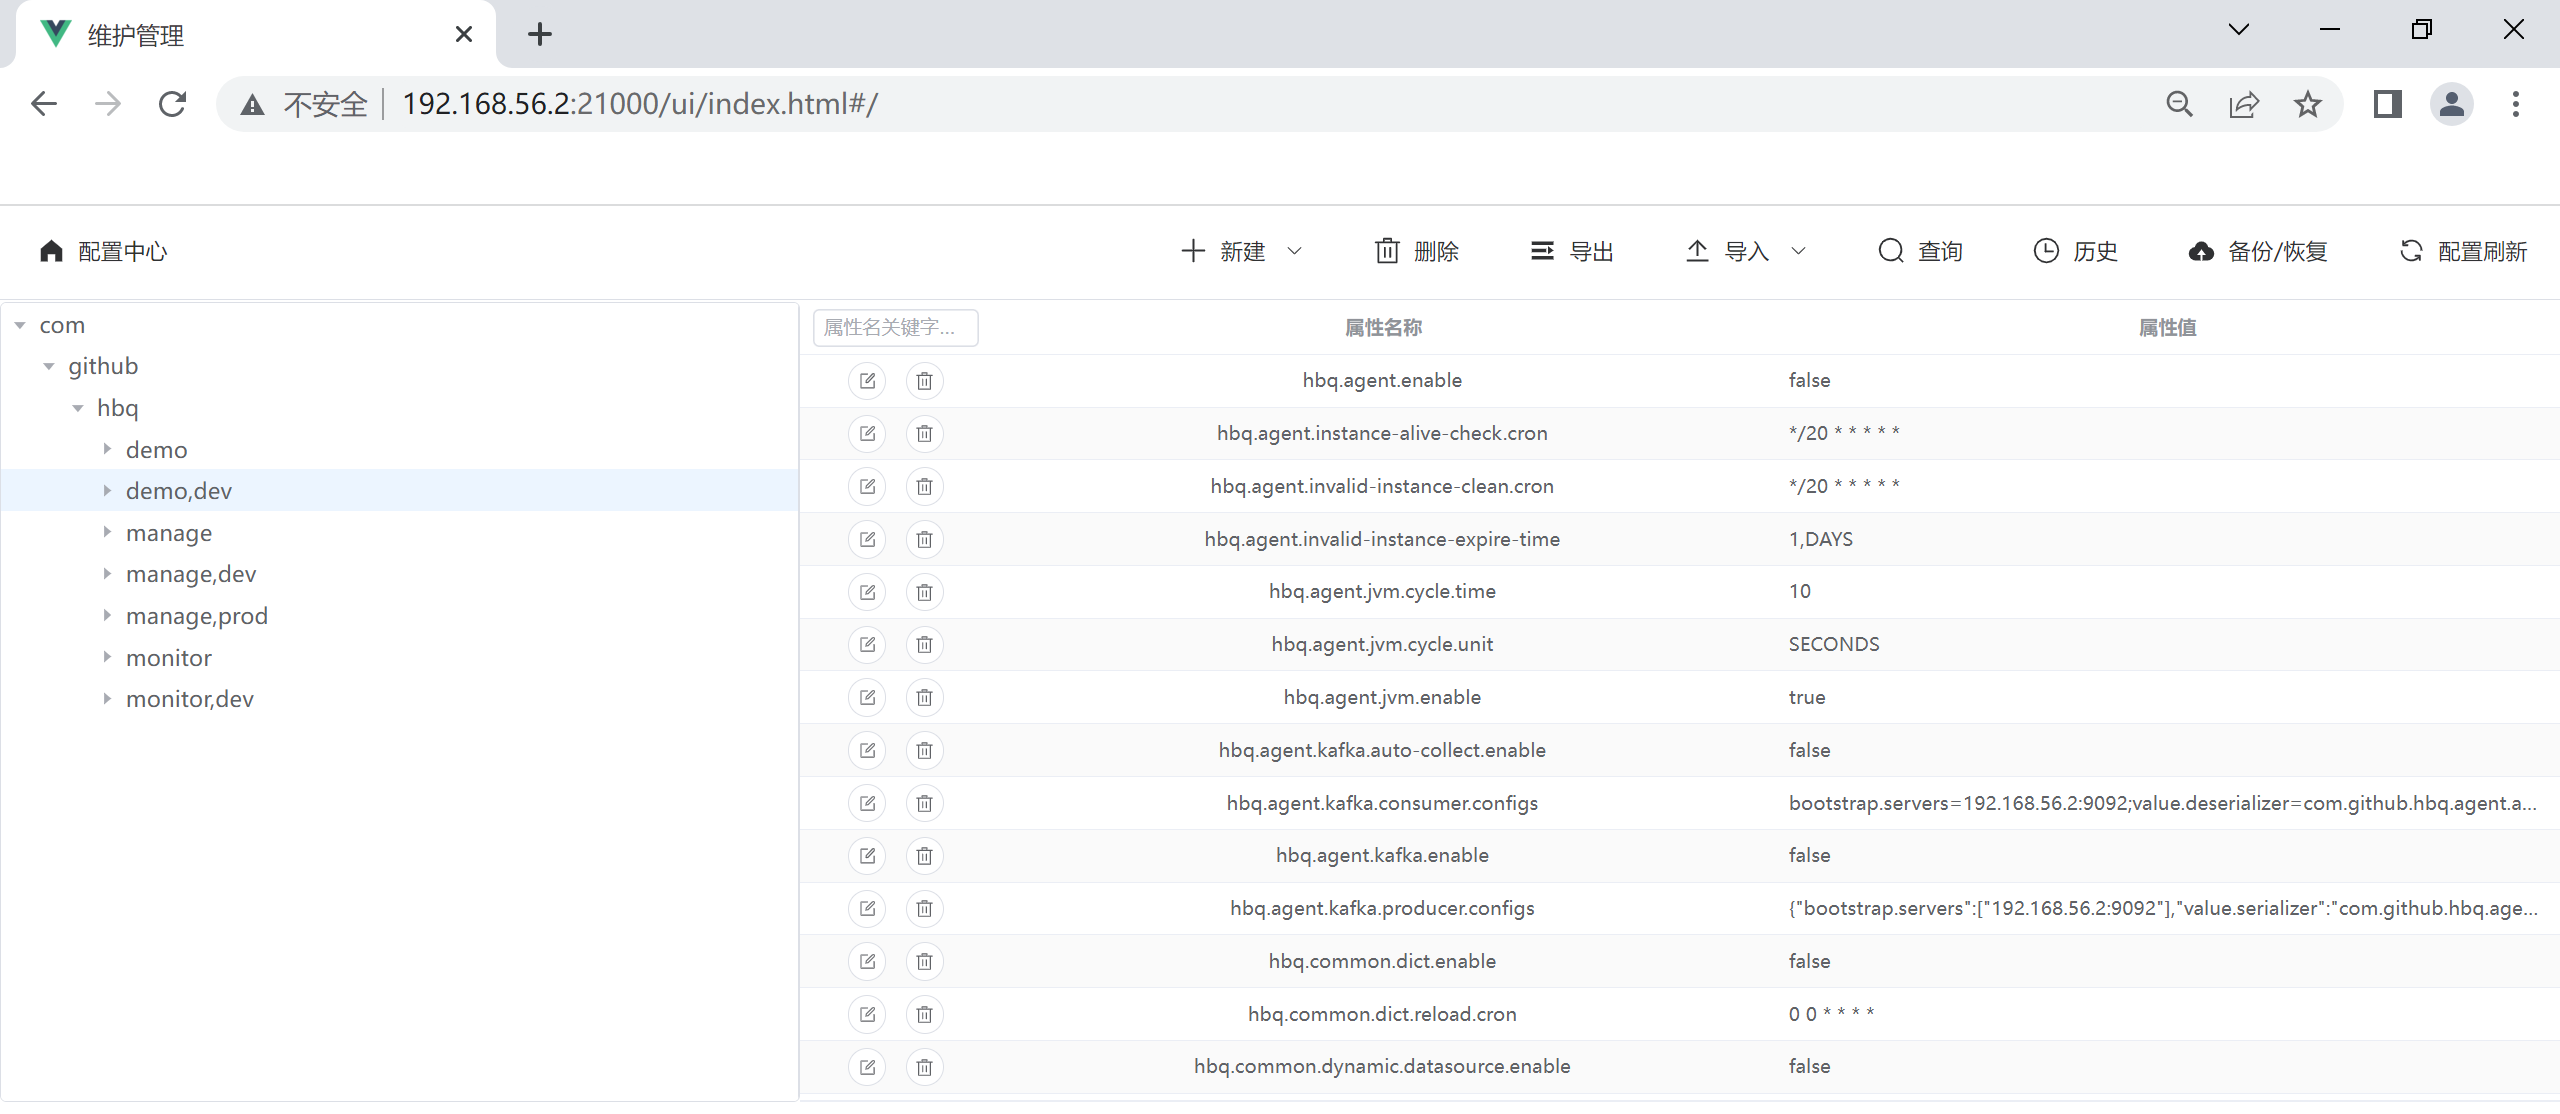 维护管理
不安全 192.168.56.2:21000/ui/index.html#/
配置中心 新建 删除 导出 导入 查询 历史 备份/恢复 配置刷新
com
github
hbq
demo
demo,dev
manage
manage,dev
manage,prod
monitor
monitor,dev
属性名关键字... 属性名称 属性值
hbq.agent.enable false
hbq.agent.instance-alive-check.cron */20 * * * * *
hbq.agent.invalid-instance-clean.cron */20 * * * * *
hbq.agent.invalid-instance-expire-time 1,DAYS
hbq.agent.jvm.cycle.time 10
hbq.agent.jvm.cycle.unit SECONDS
hbq.agent.jvm.enable true
hbq.agent.kafka.auto-collect.enable false
hbq.agent.kafka.consumer.configs bootstrap.servers=192.168.56.2:9092;value.deserializer=com.github.hbq.agent.a...
hbq.agent.kafka.enable false
hbq.agent.kafka.producer.configs {"bootstrap.servers":["192.168.56.2:9092"],"value.serializer":"com.github.hbq.age...
hbq.common.dict.enable false
hbq.common.dict.reload.cron 0 0 * * * *
hbq.common.dynamic.datasource.enable false